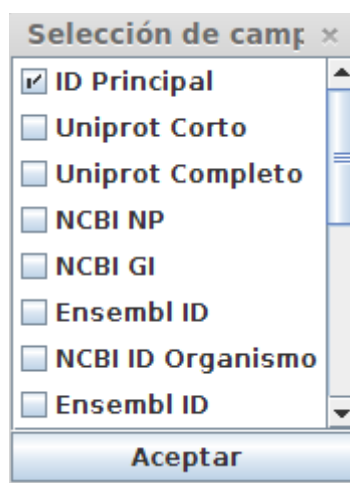 Selección de camp
ID Principal
Uniprot Corto
Uniprot Completo
NCBI NP
NCBI GI
Ensembl ID
NCBI ID Organismo
Ensembl ID
Aceptar